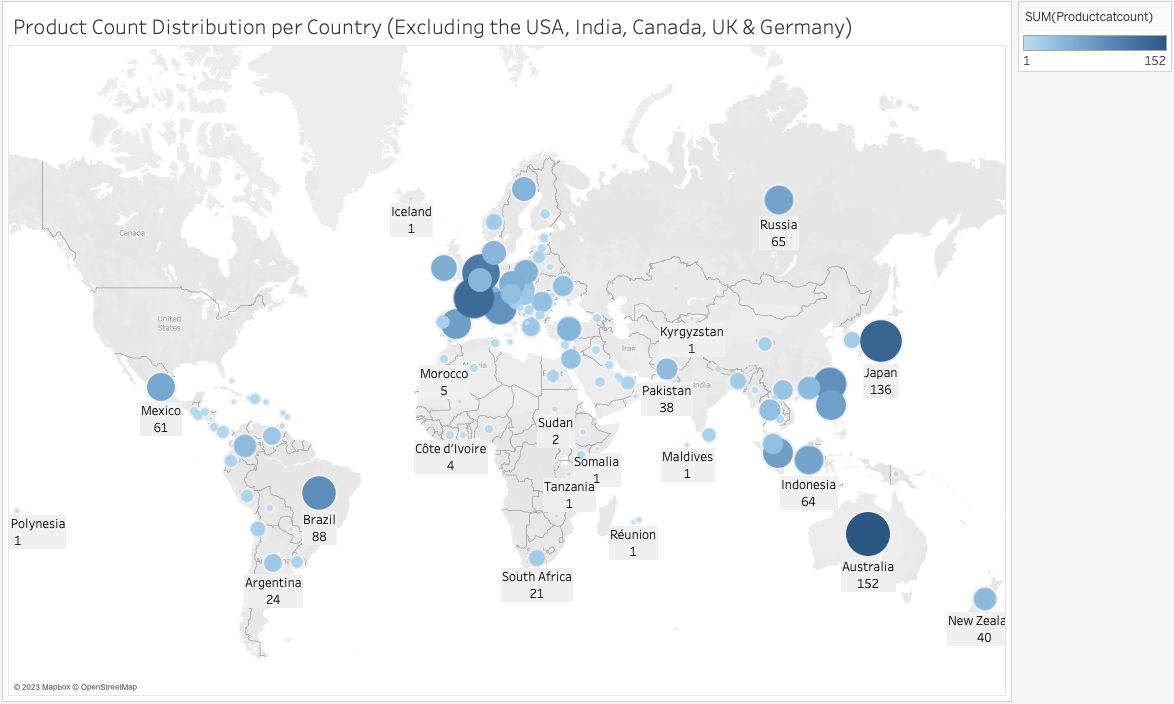 Product Count Distribution per Country (Excluding the USA, India, Canada, UK & Germany)
SUM(Productcatcount)
1 152
Canada
United
States
Iceland
1
Russia
65
Iran
Kyrgyzstan
1
Japan
136
Mexico
61
Morocco
5
India
Pakistan
38
Sudan
2
Côte d'Ivoire
4
Somalia
1
Maldives
1
Tanzania
1
Indonesia
64
Polynesia
1
Brazil
88
Réunion
1
Australia
152
Argentina
24
South Africa
21
New Zeala
40
© 2023 Mapbox © OpenStreetMap